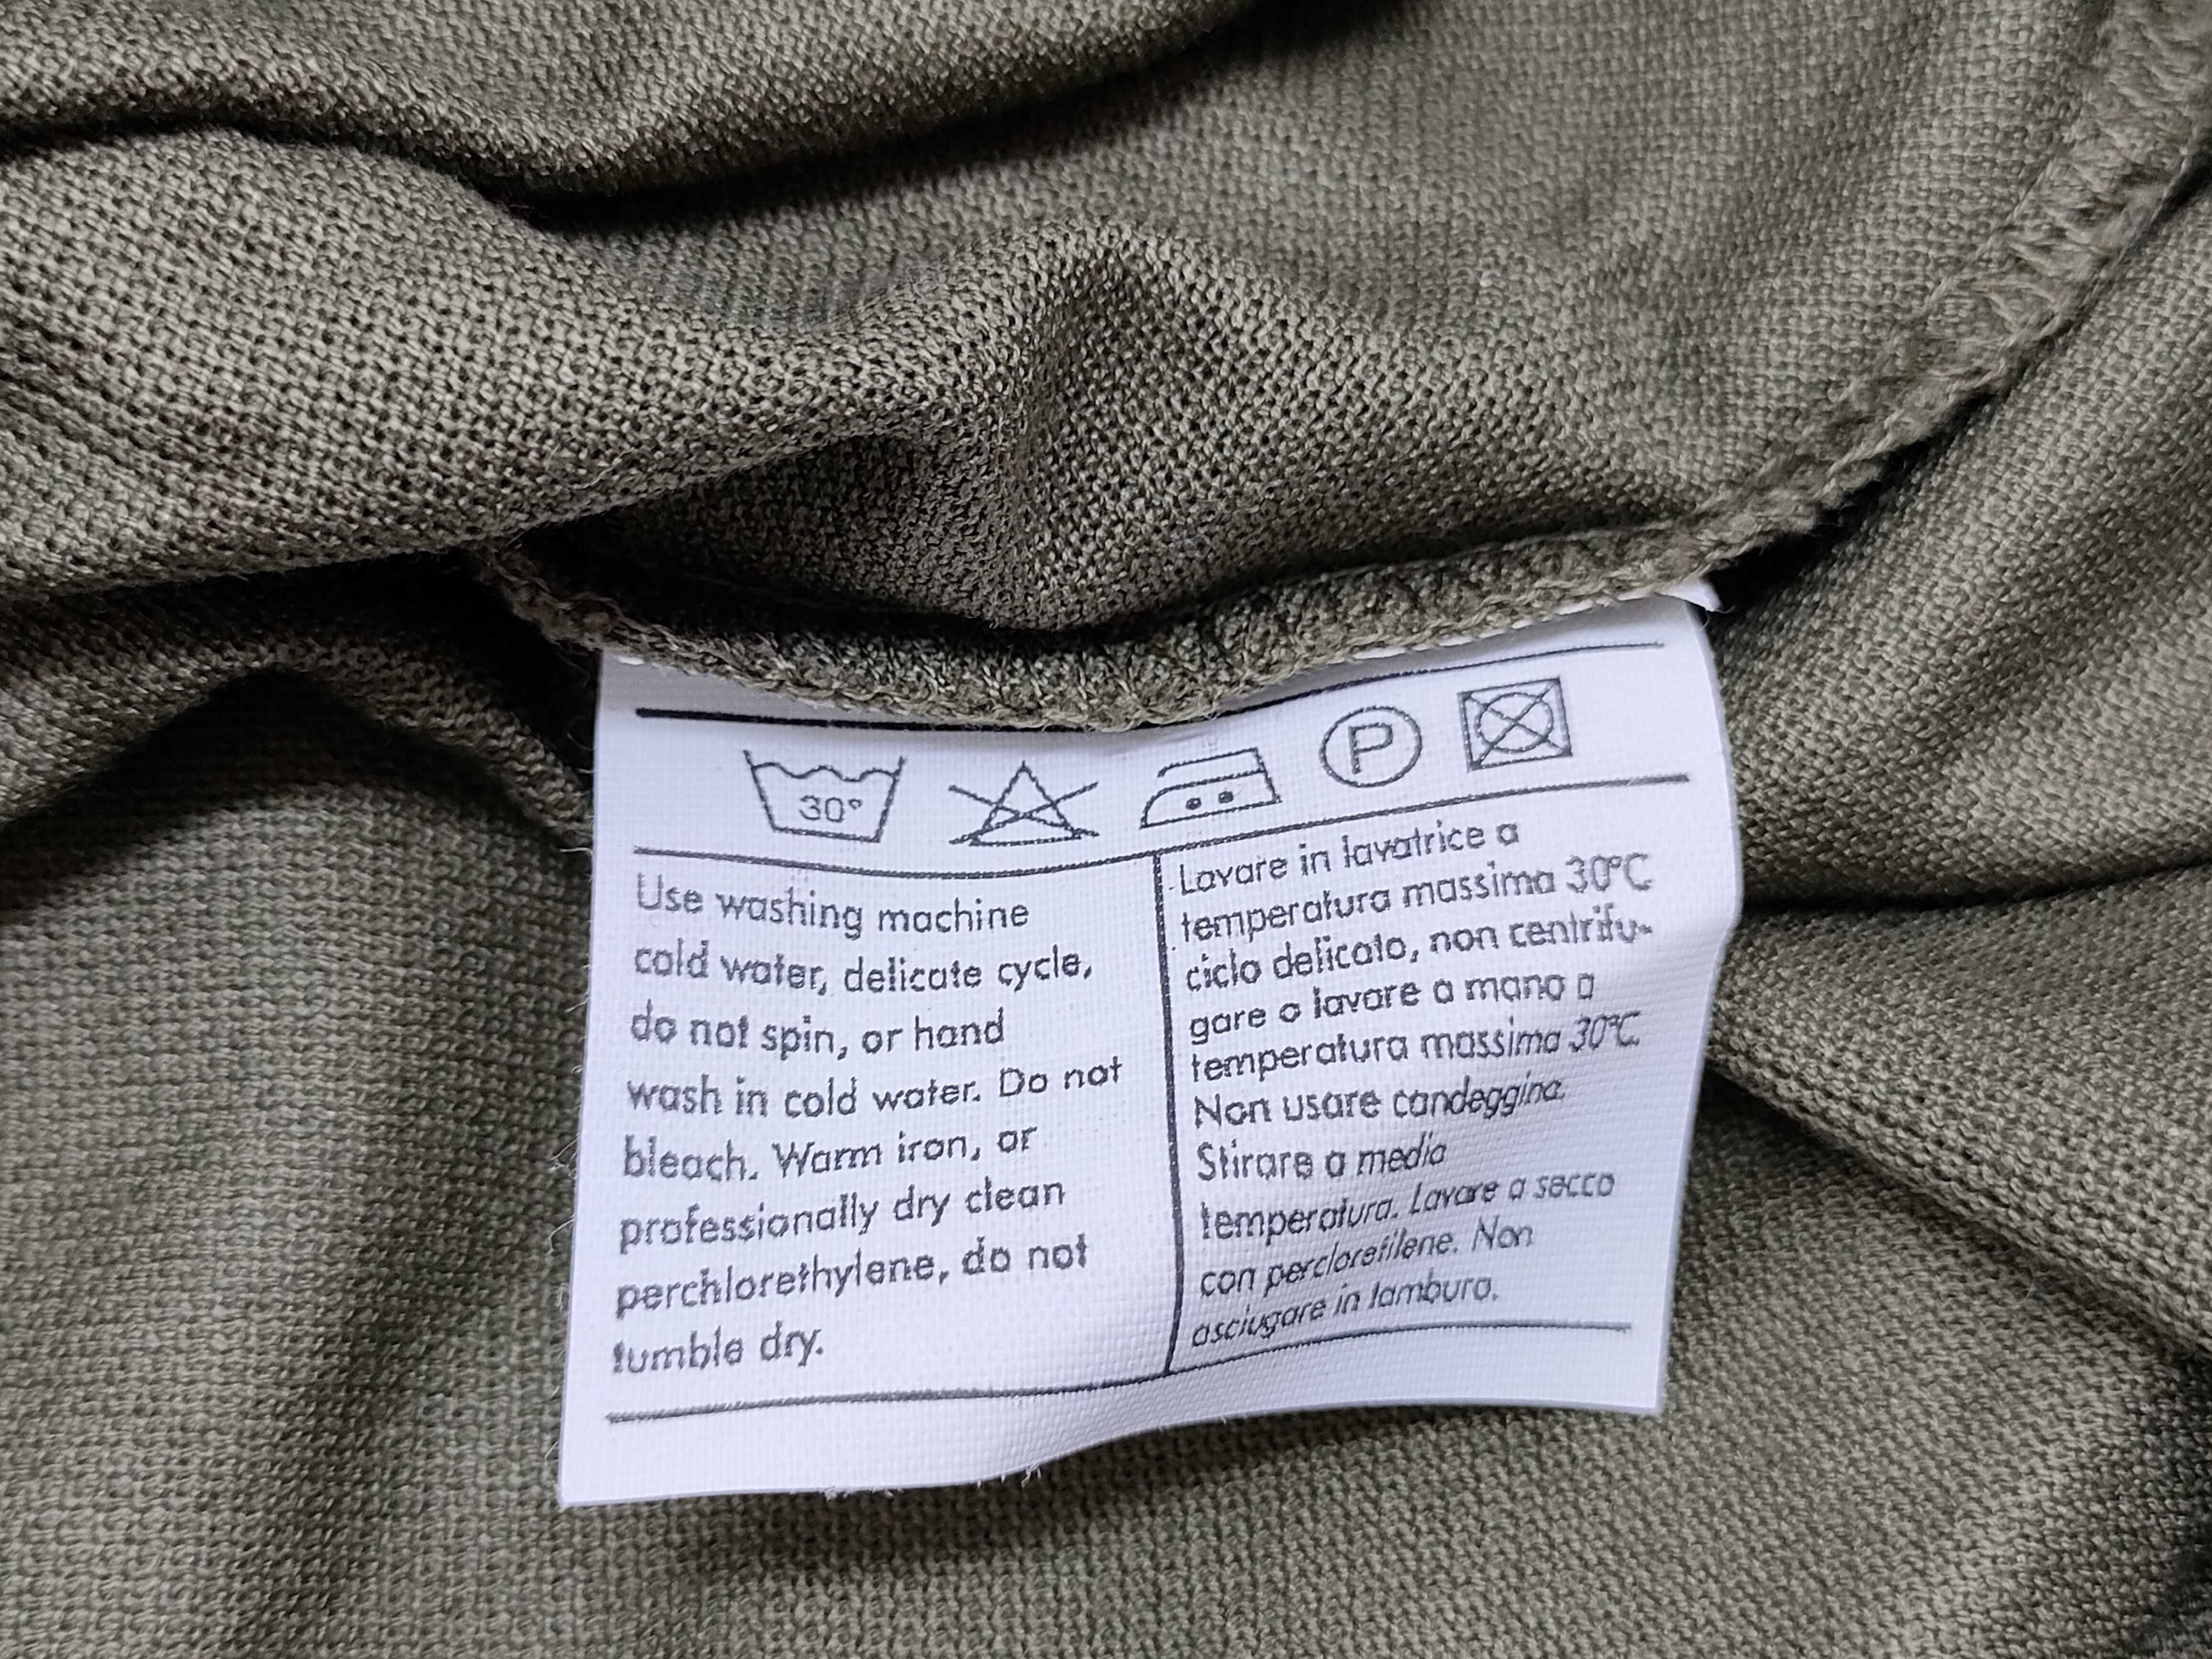 30°
P
Use washing machine
cold water, delicate cycle,
do not spin, or hand
wash in cold water. Do not
bleach. Warm iron, or
professionally dry clean
perchlorethylene, do not
tumble dry.
Lavare in lavatrice a
temperatura massima 30°C
ciclo delicato, non centrifu-
gare o lavare a mano a
temperatura massima 30°C.
Non usare candeggina.
Stirare a media
temperatura. Lavare a secco
con percloretilene. Non
asciugare in tamburo.